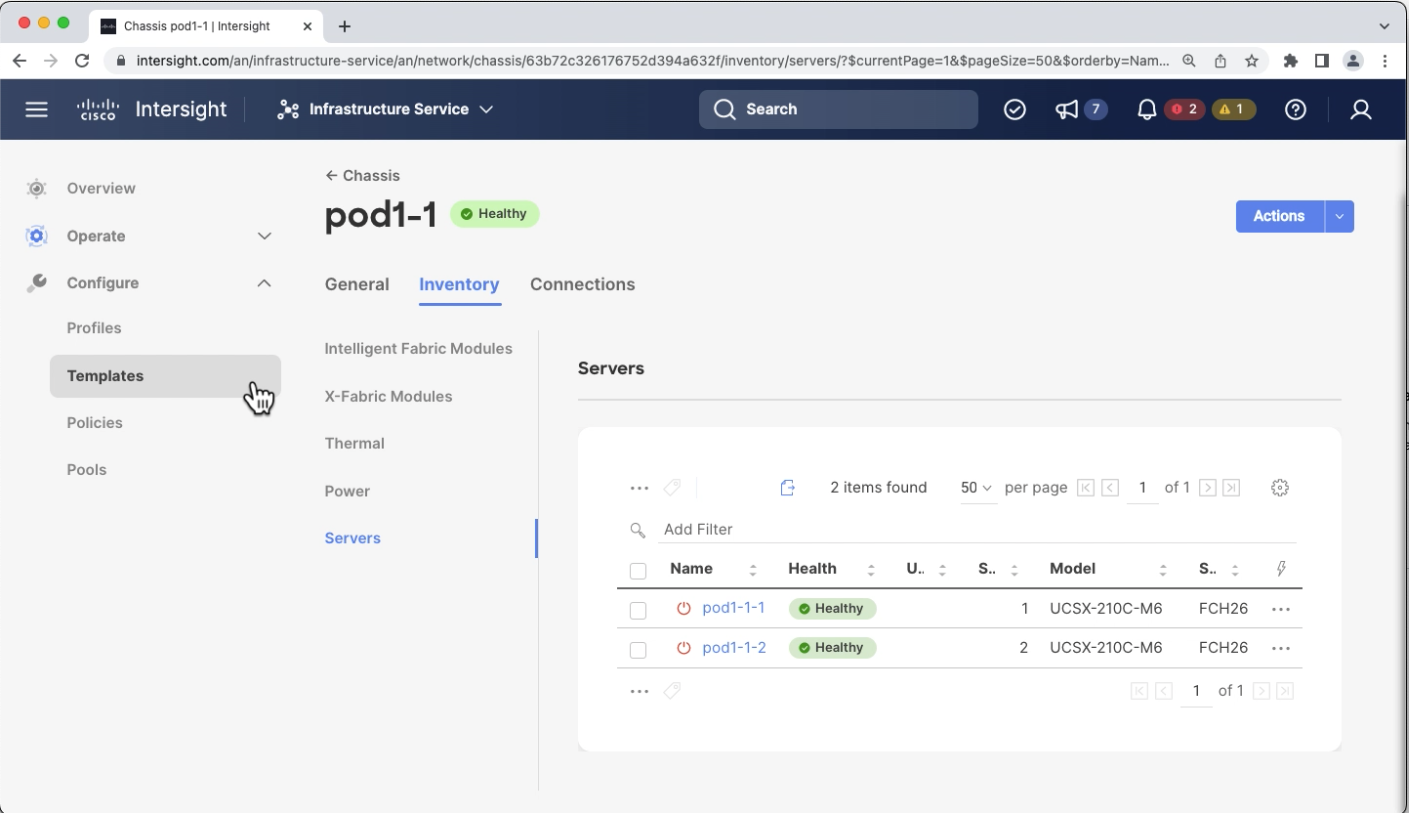 Chassis pod1-1 | Intersight
intersight.com/an/infrastructure-service/an/network/chassis/63b72c326176752d394a632f/inventory/servers/?$currentPage=1&$pageSize=50&$orderby=Nam...
CISCO Intersight Infrastructure Service Search 7 2 1
Overview
Operate
Configure
Profiles
Templates
Policies
Pools
← Chassis
pod1-1 Healthy
Actions
General Inventory Connections
Intelligent Fabric Modules
X-Fabric Modules
Thermal
Power
Servers
Servers
... 2 items found 50 per page 1 of 1
Add Filter
Name Health U.. S.. Model S..
pod1-1-1 Healthy 1 UCSX-210C-M6 FCH26 ...
pod1-1-2 Healthy 2 UCSX-210C-M6 FCH26 ...
... 1 of 1